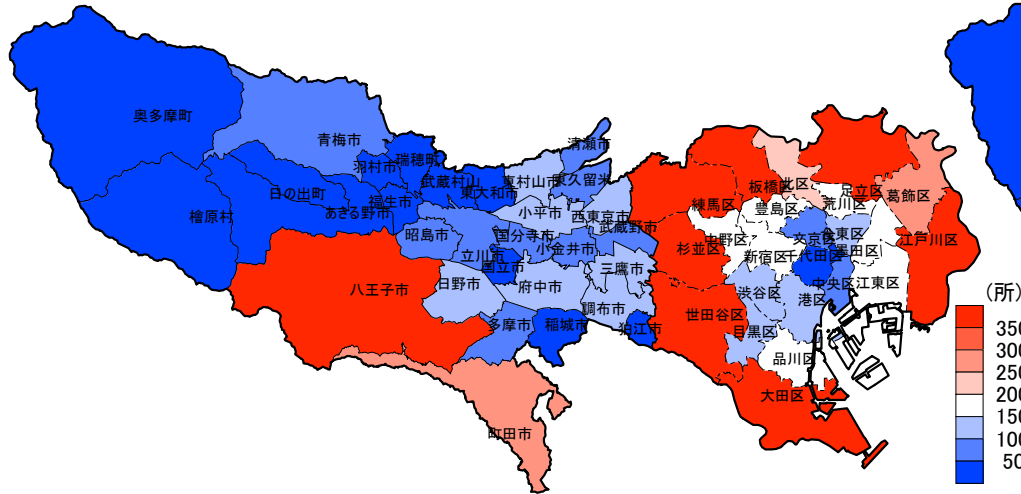 奥多摩町
青梅市
清瀬市
羽村市
瑞穂町
武蔵村山
東大和市
東村山市
東久留米
日の出町
あきる野市
福生市
檜原村
小平市
西東京市
武蔵野市
昭島市
立川市
国分寺市
小金井市
国立市
三鷹市
八王子市
日野市
府中市
調布市
多摩市
稲城市
狛江市
町田市
練馬区
板橋区
北区
足立区
葛飾区
豊島区
荒川区
杉並区
中野区
新宿区
文京区
台東区
墨田区
江戸川区
千代田区
渋谷区
港区
中央区
江東区
世田谷区
目黒区
品川区
大田区
(所)
350
300
250
200
150
100
50